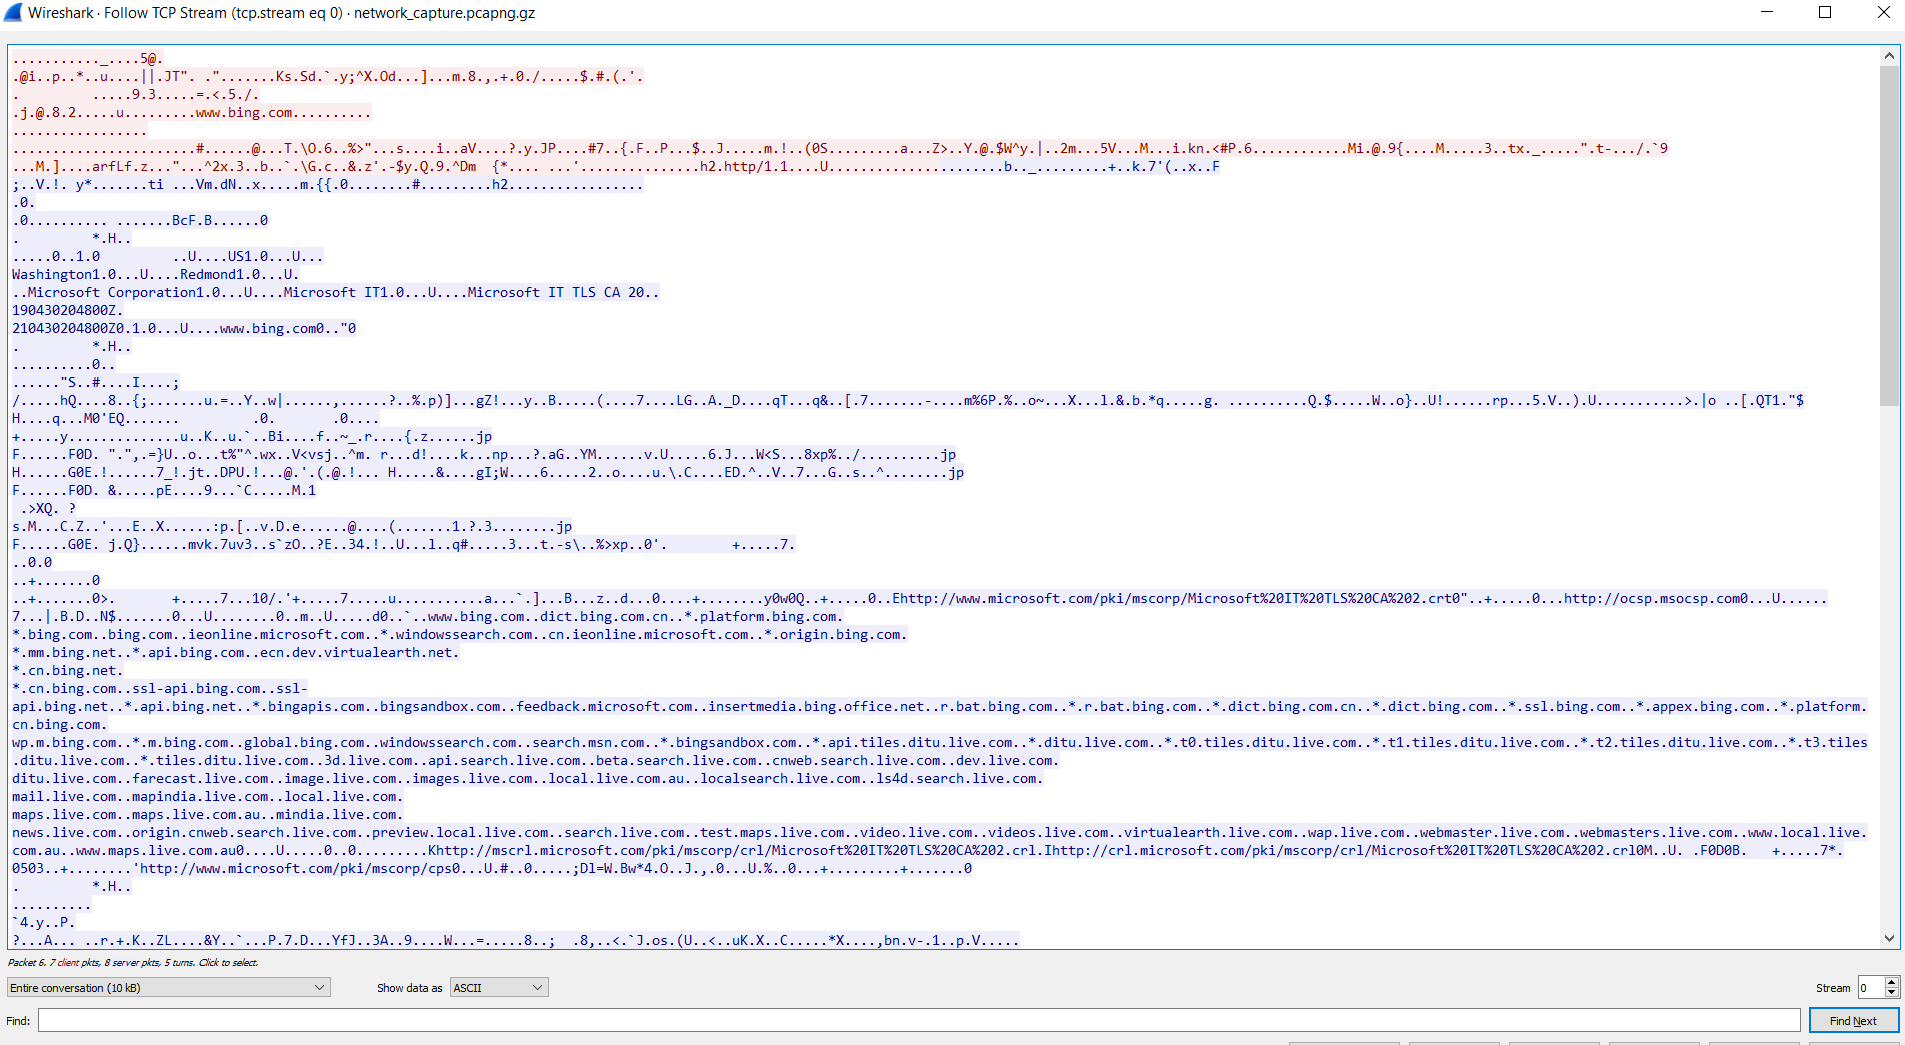 Wireshark · Follow TCP Stream (tcp.stream eq 0) · network_capture.pcapng.gz
..........._....5@.
.@i..p..*..u....||.JT". .".......Ks.Sd.`.y;^X.Od...]...m.8.,.+.0./.....$.#.(.'.
. .....9.3.....=.<.5./.
.j.@.8.2.....u.........www.bing.com..........
.................
.......................#......@...T.\O.6..%>"...s....i..aV....?.y.JP....#7..{.F..P...$..J.....m.!..(0S.........a...Z>..Y.@.$W^y.|..2m...5V...M...i.kn.<#P.6............Mi.@.9{....M.....3..tx._.....".t-.../.`9
...M.]....arfLf.z..."...^2x.3..b..`.\G.c..&.z'.-$y.Q.9.^Dm {*.... ...'...............h2.http/1.1....U......................b.._.........+..k.7'(..x..F
;..V.!. y*.......ti ...Vm.dN..x.....m.{{.0........#.........h2.................
.0.
.0.......... .......BcF.B......0
. *.H..
.....0..1.0 ..U....US1.0...U...
Washington1.0...U....Redmond1.0...U.
..Microsoft Corporation1.0...U....Microsoft IT1.0...U....Microsoft IT TLS CA 20..
190430204800Z.
210430204800Z0.1.0...U....www.bing.com0.."0
. *.H..
..........0..
......"S..#....I....;
/.....hQ....8..{;.......u.=..Y..w|......,......?..%.p)]...gZ!...y..B.....(....7....LG..A._D....qT...q&..[.7.......-....m%6P.%..o~...X...l.&.b.*q.....g. ..........Q.$.....W..o}..U!......rp...5.V..).U...........>.|o ..[.QT1."$
H....q...M0'EQ....... .0. .0....
+.....y..............u..K..u.`..Bi....f..~_.r....{.z......jp
F......F0D. ".",.=}U..o...t%"^.wx..V<vsj..^m. r...d!....k...np...?.aG..YM......v.U.....6.J...W<S...8xp%../..........jp
H......G0E.!......7_!.jt..DPU.!...@.'.(.@.!... H.....&....gI;W....6.....2..o....u.\.C....ED.^..V..7...G..s..^........jp
F......F0D. &.....pE....9...`C.....M.1
.>XQ. ?
s.M...C.Z..'...E..X......:p.[..v.D.e......@....(.......1.?.3........jp
F......G0E. j.Q}......mvk.7uv3..s`zO..?E..34.!..U...l..q#.....3...t.-s\..%>xp..0'. +.....7.
..0.0
..+.......0
..+.......0>. +.....7...10/.'+.....7.....u...........a...`.]...B...z..d...0....+........y0w0Q..+.....0..Ehttp://www.microsoft.com/pki/mscorp/Microsoft%20IT%20TLS%20CA%202.crt0"..+.....0...http://ocsp.msocsp.com0...U......
7...|.B.D..N$.......0...U........0..m..U.....d0..`..www.bing.com..dict.bing.com.cn..*.platform.bing.com.
*.bing.com..bing.com..ieonline.microsoft.com..*.windowssearch.com..cn.ieonline.microsoft.com..*.origin.bing.com.
*.mm.bing.net..*.api.bing.com..ecn.dev.virtualearth.net.
*.cn.bing.net.
*.cn.bing.com..ssl-api.bing.com..ssl-
api.bing.net..*.api.bing.net..*.bingapis.com..bingsandbox.com..feedback.microsoft.com..insertmedia.bing.office.net..r.bat.bing.com..*.r.bat.bing.com..*.dict.bing.com.cn..*.dict.bing.com..*.ssl.bing.com..*.appex.bing.com..*.platform.
cn.bing.com.
wp.m.bing.com..*.m.bing.com..global.bing.com..windowssearch.com..search.msn.com..*.bingsandbox.com..*.api.tiles.ditu.live.com..*.ditu.live.com..*.t0.tiles.ditu.live.com..*.t1.tiles.ditu.live.com..*.t2.tiles.ditu.live.com..*.t3.tiles
.ditu.live.com..*.tiles.ditu.live.com..3d.live.com..api.search.live.com..beta.search.live.com..cnweb.search.live.com..dev.live.com.
ditu.live.com..farecast.live.com..image.live.com..images.live.com..local.live.com.au..localsearch.live.com..ls4d.search.live.com.
mail.live.com..mapindia.live.com..local.live.com.
maps.live.com..maps.live.com.au..mindia.live.com.
news.live.com..origin.cnweb.search.live.com..preview.local.live.com..search.live.com..test.maps.live.com..video.live.com..videos.live.com..virtualearth.live.com..wap.live.com..webmaster.live.com..webmasters.live.com..www.local.live.
com.au..www.maps.live.com.au0....U.....0..0.........Khttp://mscrl.microsoft.com/pki/mscorp/crl/Microsoft%20IT%20TLS%20CA%202.crl.Ihttp://crl.microsoft.com/pki/mscorp/crl/Microsoft%20IT%20TLS%20CA%202.crl0M..U. .F0D0B. +.....7*.
0503..+........'http://www.microsoft.com/pki/mscorp/cps0...U.#..0.....;Dl=W.Bw*4.O..J.,.0...U.%..0...+.........+.......0
. *.H..
..........
`4.y..P.
?...A... ..r.+.K..ZL....&Y..`...P.7.D...YfJ..3A..9....W...=.....8..; .8,..<.`J.os.(U..<..uK.X..C.....*X....,bn.v-.1..p.V.....
Packet 6. 7 client pkts, 8 server pkts, 5 turns. Click to select.
Entire conversation (10 kB) Show data as ASCII Stream 0
Find: Find Next